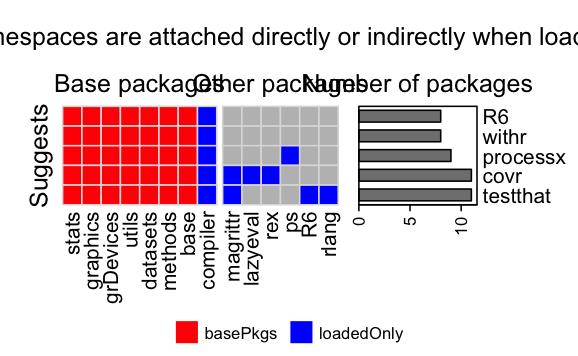 nespaces are attached directly or indirectly when loa
Base packages Other packages Number of packages
Suggests
R6
withr
processx
covr
testthat
stats
graphics
grDevices
utils
datasets
methods
base
compiler
magrittr
lazyeval
rex
ps
R6
rlang
0 5 10
basePkgs loadedOnly